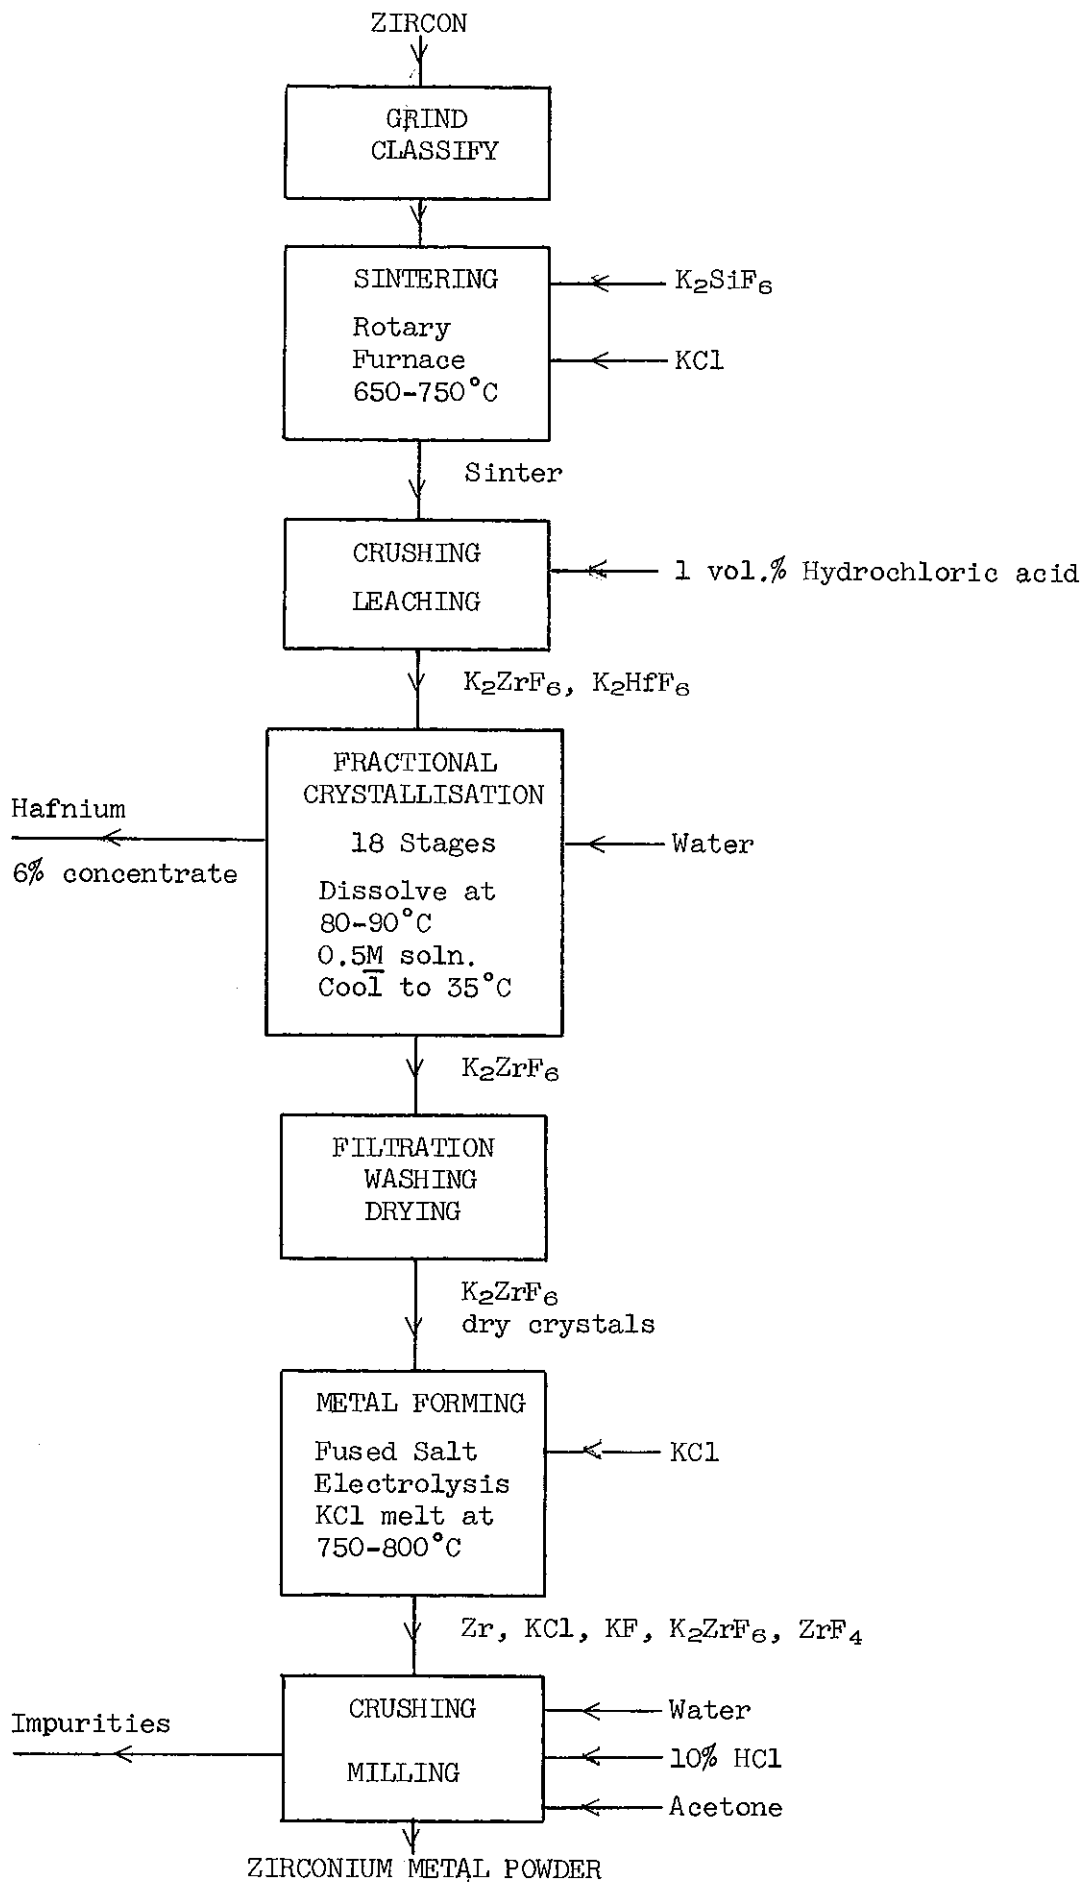 ZIRCON
GRIND
CLASSIFY
SINTERING
Rotary
Furnace
650-750°C
K₂SiF₆
KCl
Sinter
CRUSHING
LEACHING
1 vol.% Hydrochloric acid
K₂ZrF₆, K₂HfF₆
FRACTIONAL
CRYSTALLISATION
18 Stages
Dissolve at
80-90°C
0.5M soln.
Cool to 35°C
Hafnium
6% concentrate
Water
K₂ZrF₆
FILTRATION
WASHING
DRYING
K₂ZrF₆
dry crystals
METAL FORMING
Fused Salt
Electrolysis
KCl melt at
750-800°C
KCl
Zr, KCl, KF, K₂ZrF₆, ZrF₄
CRUSHING
MILLING
Impurities
Water
10% HCl
Acetone
ZIRCONIUM METAL POWDER